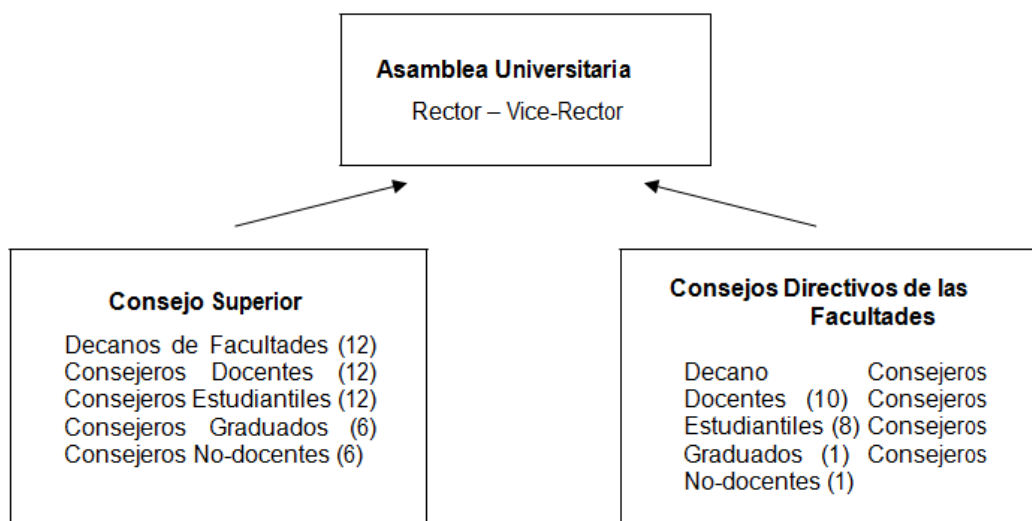 Asamblea Universitaria
Rector – Vice-Rector
Consejo Superior
Decanos de Facultades (12)
Consejeros Docentes (12)
Consejeros Estudiantiles (12)
Consejeros Graduados (6)
Consejeros No-docentes (6)
Consejos Directivos de las
Facultades
Decano Consejeros
Docentes (10) Consejeros
Estudiantiles (8) Consejeros
Graduados (1) Consejeros
No-docentes (1)